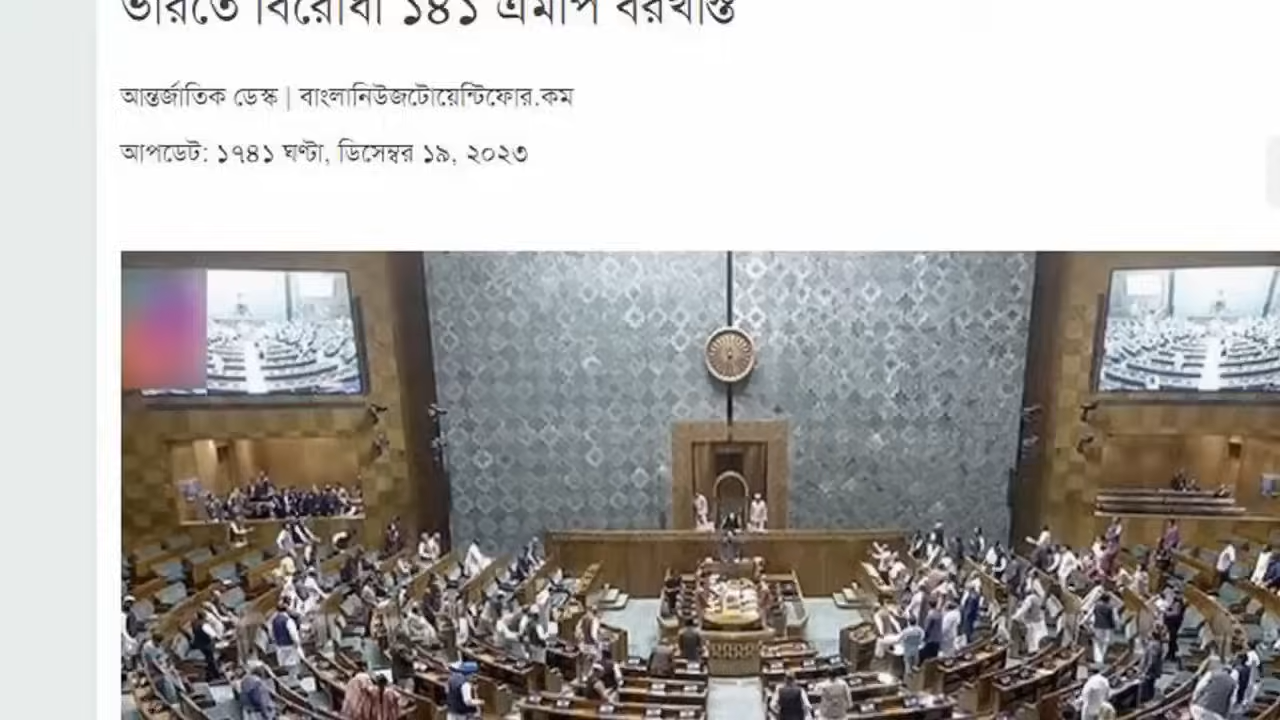 ভারতে বিরোধী ১৪১ এমপি বরখাস্ত
আন্তর্জাতিক ডেস্ক | বাংলানিউজটোয়েন্টিফোর.কম
আপডেট: ১৭৪১ ঘণ্টা, ডিসেম্বর ১৯, ২০২৩